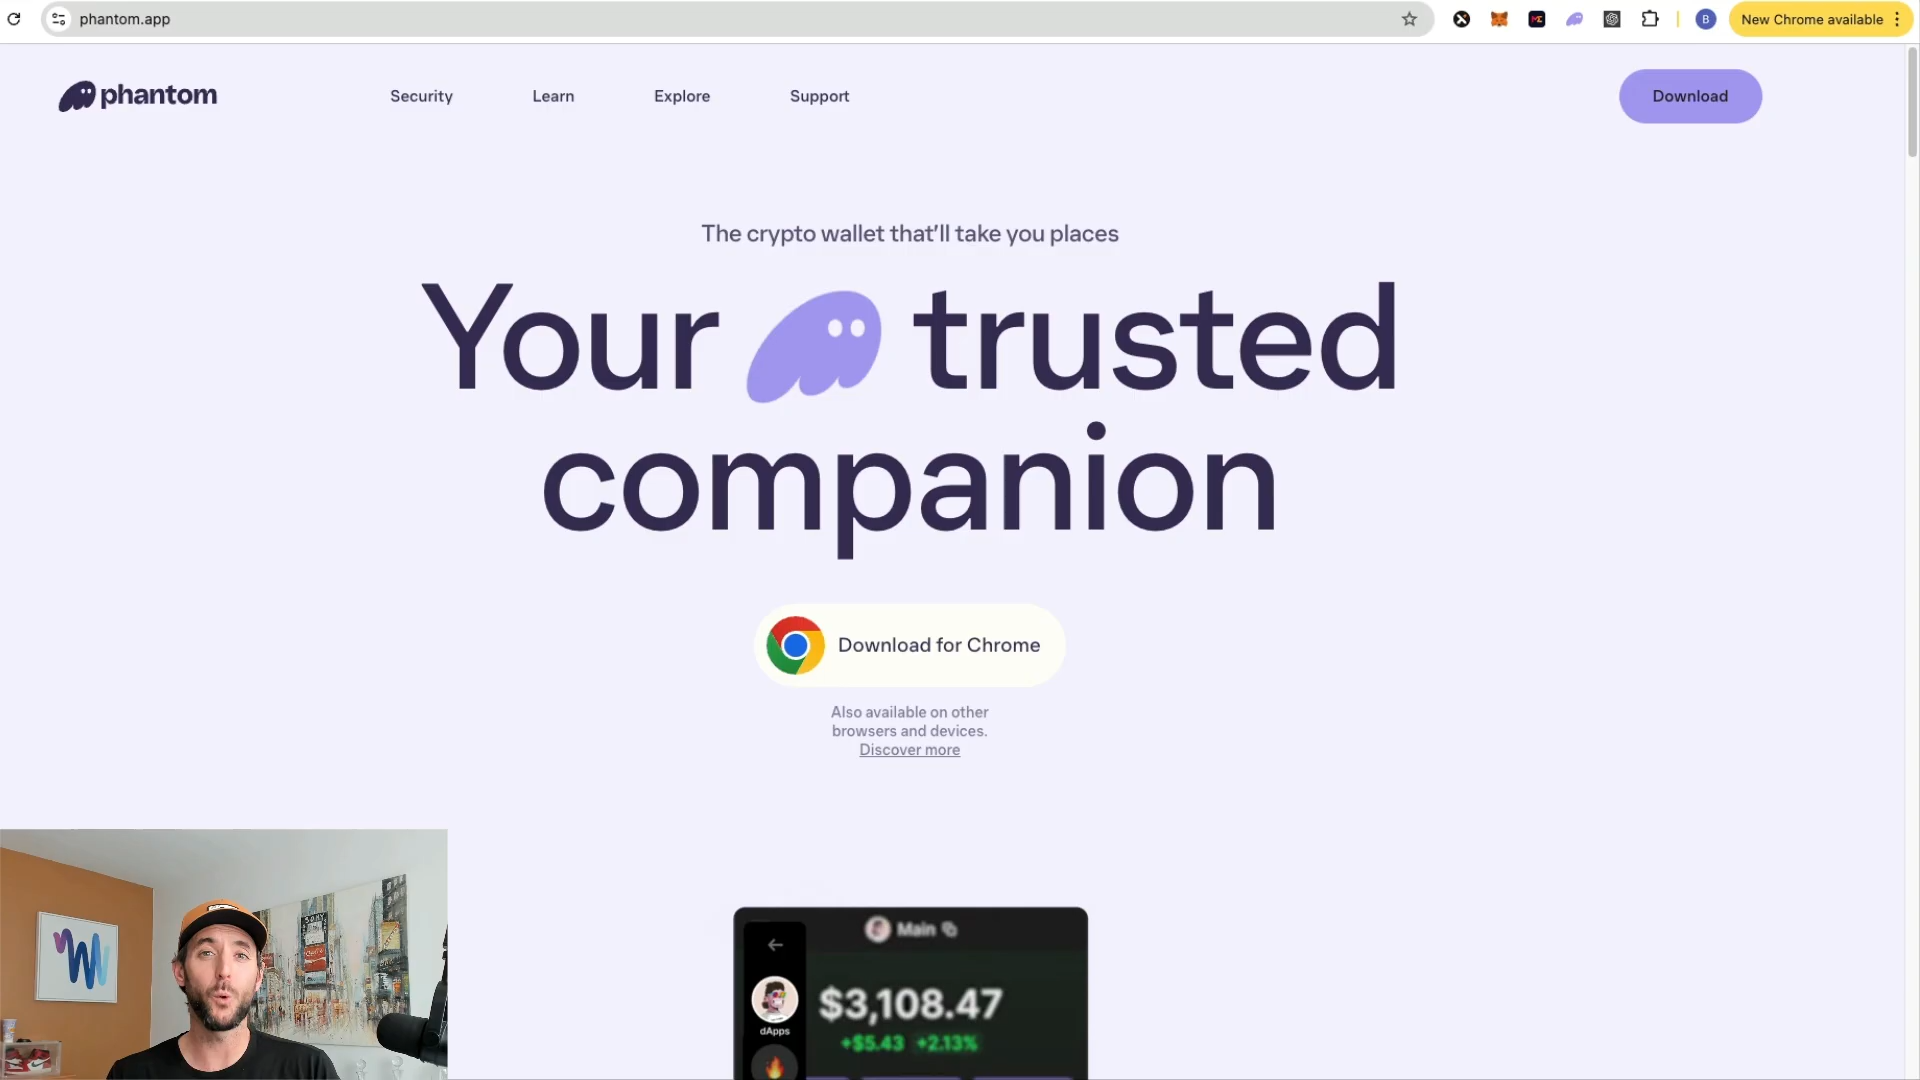 phantom.app
B
New Chrome available
phantom
Security
Learn
Explore
Support
Download
The crypto wallet that'll take you places
Your trusted
companion
Download for Chrome
Also available on other
browsers and devices.
Discover more
Main
$3,108.47
dApps
+$5.43 +2.13%
SONY